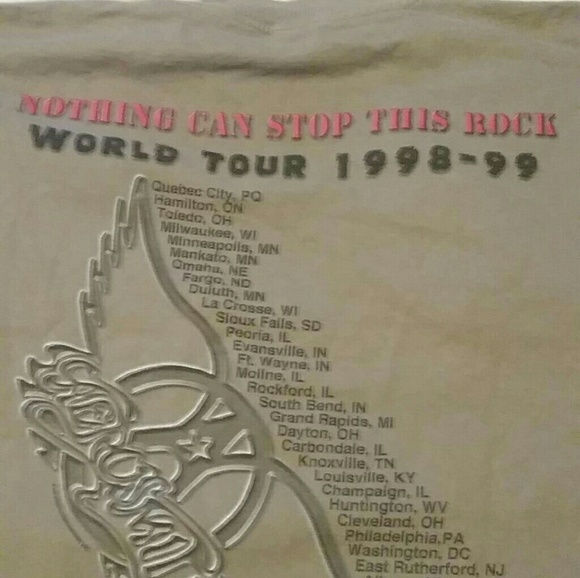 NOTHING CAN STOP THIS ROCK
WORLD TOUR 1998-99
Quebec City, PQ
Hamilton, ON
Toledo, OH
Milwaukee, WI
Minneapolis, MN
Mankato, MN
Omaha, NE
Fargo, ND
Duluth, MN
La Crosse, WI
Sioux Falls, SD
Peoria, IL
Evansville, IN
Ft. Wayne, IN
Moline, IL
Rockford, IL
South Bend, IN
Grand Rapids, MI
Dayton, OH
Carbondale, IL
Knoxville, TN
Louisville, KY
Champaign, IL
Huntington, WV
Cleveland, OH
Philadelphia,PA
Washington, DC
East Rutherford, NJ